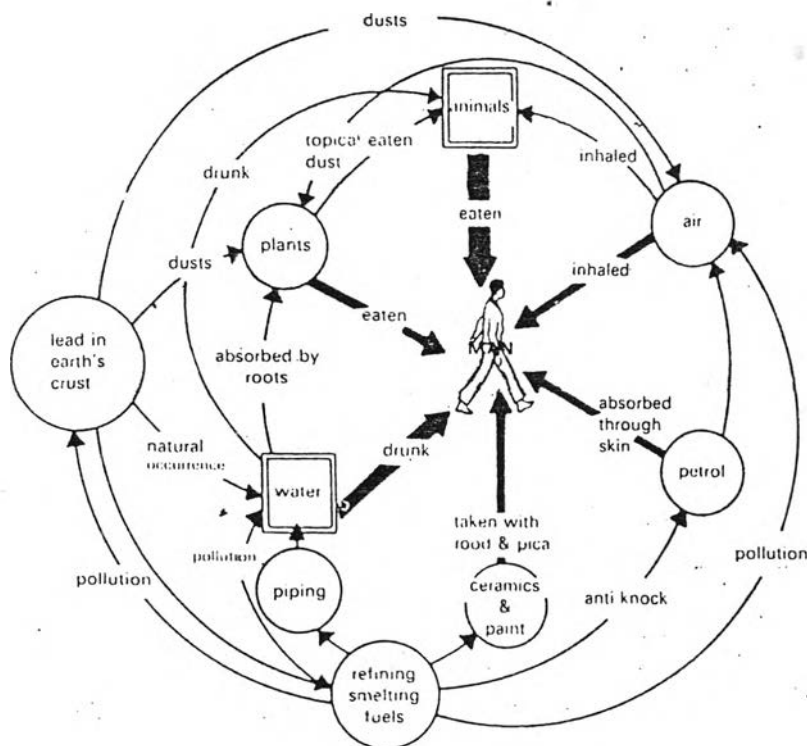 dusts
animals
topical eaten
dust
drunk
inhaled
air
eaten
plants
dusts
inhaled
eaten
lead in
earth's
crust
MAN
absorbed by
roots
absorbed
through
skin
natural
occurrence
drunk
petrol
water
taken with
food & pica
pollution
pollution
pollution
piping
ceramics
&
paint
anti knock
refining
smelting
fuels